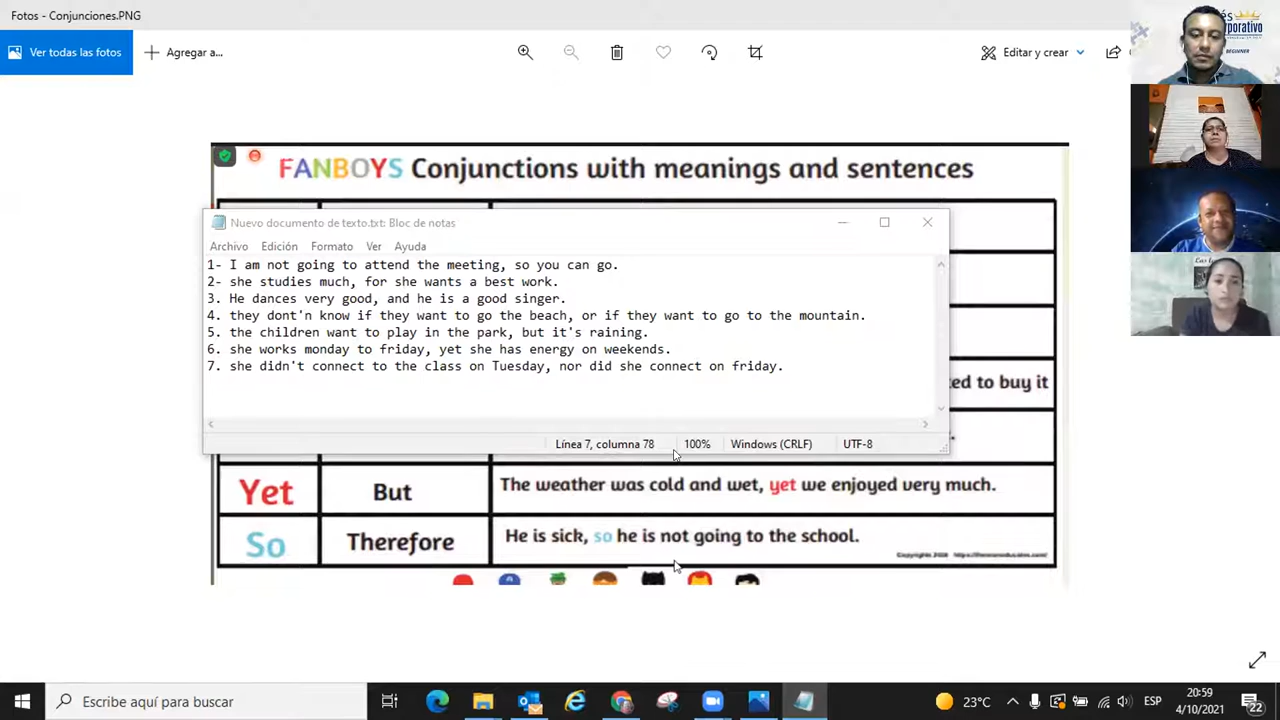 Fotos - Conjunciones.PNG
Ver todas las fotos
Agregar a...
Editar y crear
BEGINNER
FANBOYS Conjunctions with meanings and sentences
Nuevo documento de texto.txt: Bloc de notas
Archivo Edición Formato Ver Ayuda
1- I am not going to attend the meeting, so you can go.
2- she studies much, for she wants a best work.
3. He dances very good, and he is a good singer.
4. they dont'n know if they want to go the beach, or if they want to go to the mountain.
5. the children want to play in the park, but it's raining.
6. she works monday to friday, yet she has energy on weekends.
7. she didn't connect to the class on Tuesday, nor did she connect on friday.
to buy it
Línea 7, columna 78 100% Windows (CRLF) UTF-8
Yet But The weather was cold and wet, yet we enjoyed very much.
So Therefore He is sick, so he is not going to the school.
Escribe aquí para buscar
23°C
ESP
20:59
4/10/2021
22